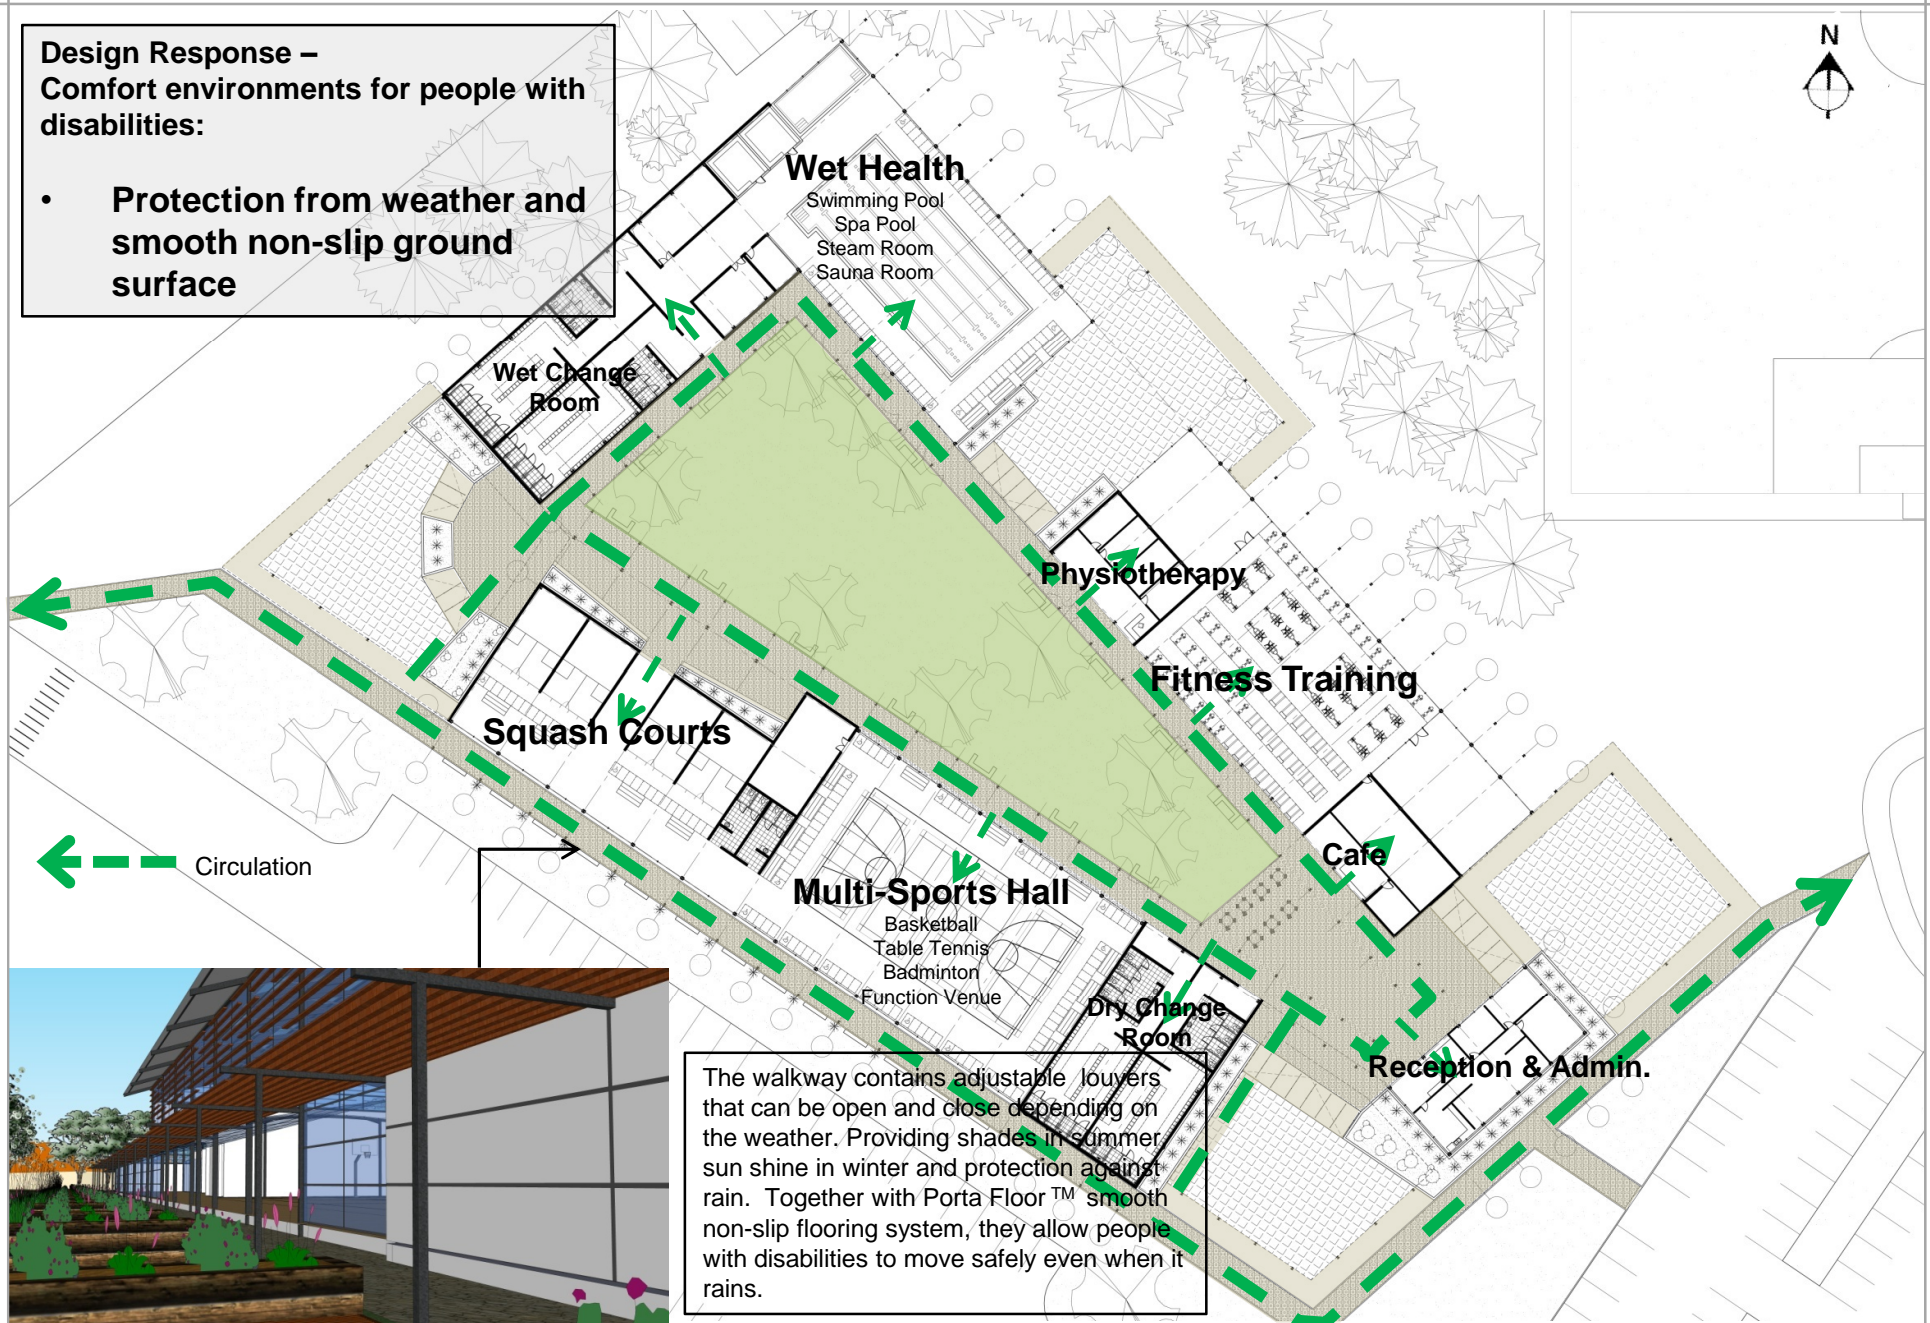 Design Response –
Comfort environments for people with
disabilities:
• Protection from weather and
smooth non-slip ground
surface
N
Wet Health
Swimming Pool
Spa Pool
Steam Room
Sauna Room
Wet Change
Room
Physiotherapy
Fitness Training
Squash Courts
Circulation
Cafe
Multi-Sports Hall
Basketball
Table Tennis
Badminton
Function Venue
Dry Change
Room
Reception & Admin.
The walkway contains adjustable louvers
that can be open and close depending on
the weather. Providing shades in summer,
sun shine in winter and protection against
rain. Together with Porta Floor ™ smooth
non-slip flooring system, they allow people
with disabilities to move safely even when it
rains.